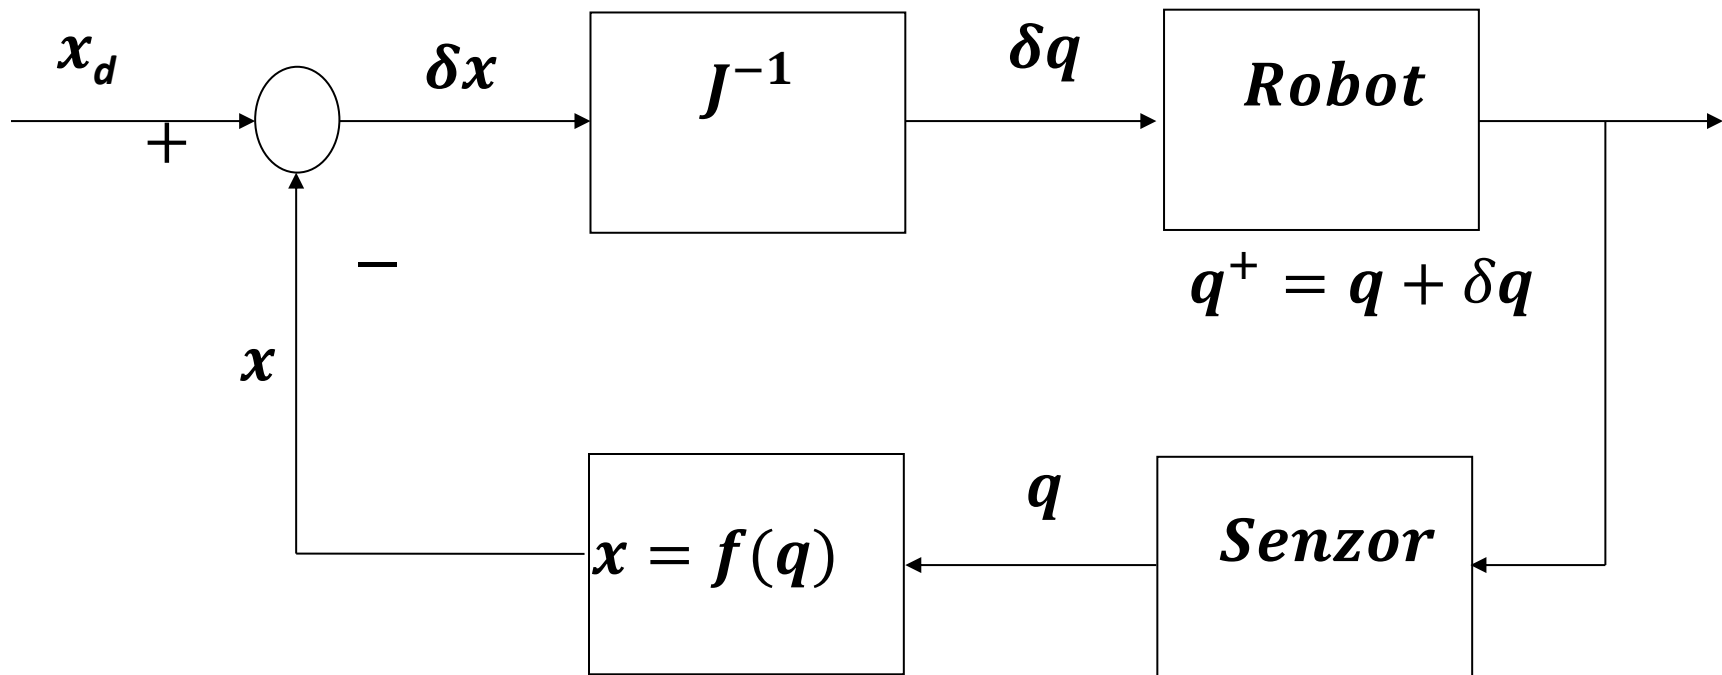 x_d
+
δx
J⁻¹
δq
Robot
q⁺ = q + δq
−
x
x = f(q)
q
Senzor